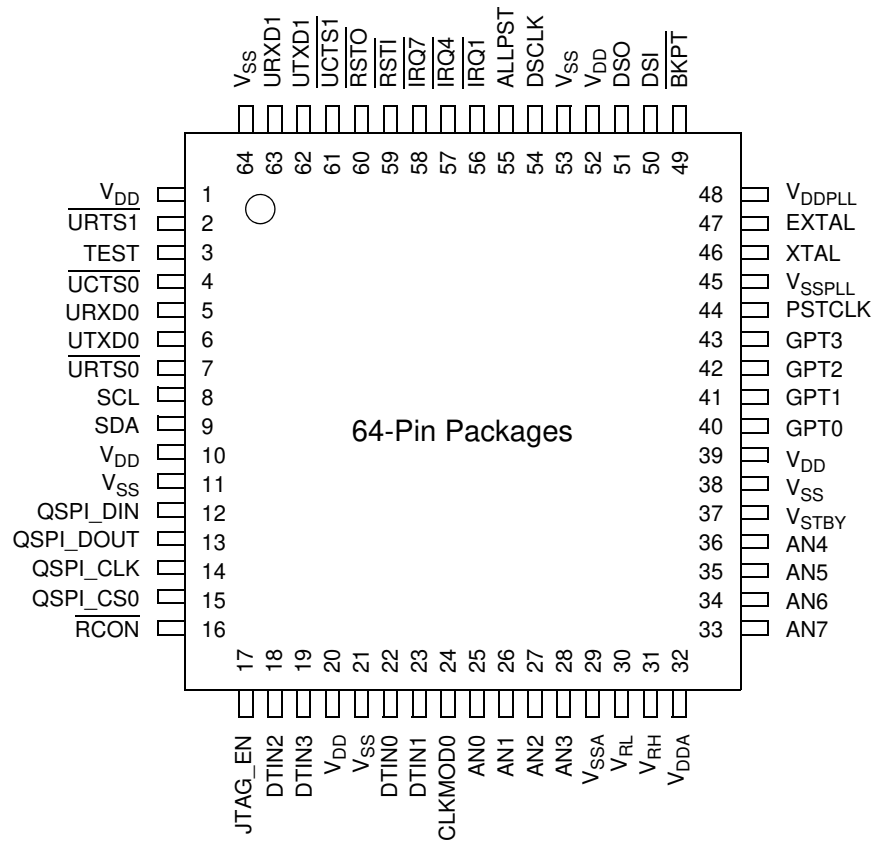 VSS
URXD1
UTXD1
UCTS1
RSTO
RSTI
IRQ7
IRQ4
IRQ1
ALLPST
DSCLK
VSS
VDD
DSO
DSI
BKPT
64
63
62
61
60
59
58
57
56
55
54
53
52
51
50
49
VDD 1
URTS1 2
TEST 3
UCTS0 4
URXD0 5
UTXD0 6
URTS0 7
SCL 8
SDA 9
VDD 10
VSS 11
QSPI_DIN 12
QSPI_DOUT 13
QSPI_CLK 14
QSPI_CS0 15
RCON 16
64-Pin Packages
48 VDDPLL
47 EXTAL
46 XTAL
45 VSSPLL
44 PSTCLK
43 GPT3
42 GPT2
41 GPT1
40 GPT0
39 VDD
38 VSS
37 VSTBY
36 AN4
35 AN5
34 AN6
33 AN7
17
18
19
20
21
22
23
24
25
26
27
28
29
30
31
32
JTAG_EN
DTIN2
DTIN3
VDD
VSS
DTIN0
DTIN1
CLKMOD0
AN0
AN1
AN2
AN3
VSSA
VRL
VRH
VDDA